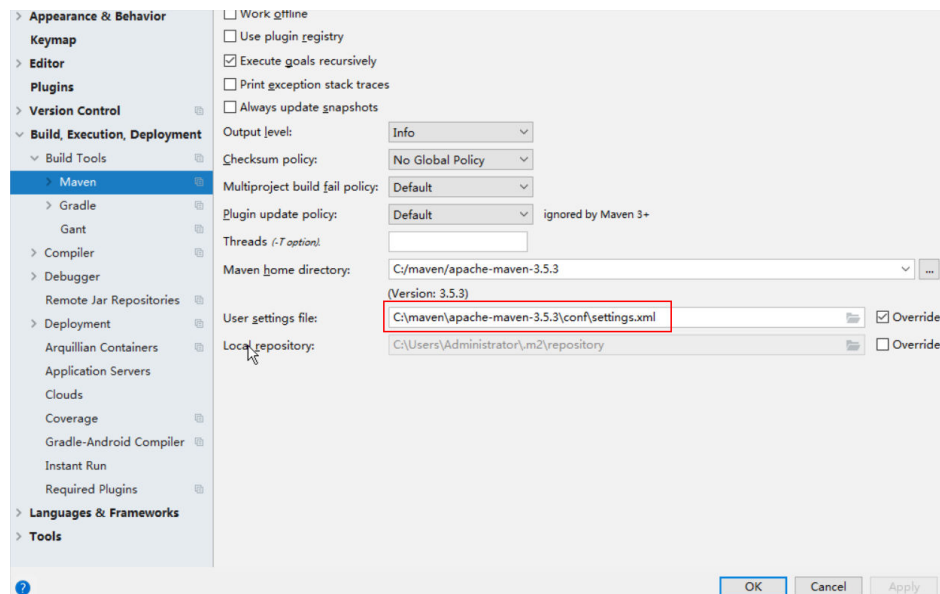 Appearance & Behavior
Keymap
Editor
Plugins
Version Control
Build, Execution, Deployment
Build Tools
Maven
Gradle
Gant
Compiler
Debugger
Remote Jar Repositories
Deployment
Arquillian Containers
Application Servers
Clouds
Coverage
Gradle-Android Compiler
Instant Run
Required Plugins
Languages & Frameworks
Tools
Work offline
Use plugin registry
Execute goals recursively
Print exception stack traces
Always update snapshots
Output level: Info
Checksum policy: No Global Policy
Multiproject build fail policy: Default
Plugin update policy: Default ignored by Maven 3+
Threads (-T option).
Maven home directory: C:/maven/apache-maven-3.5.3 ...
(Version: 3.5.3)
User settings file: C:\maven\apache-maven-3.5.3\conf\settings.xml Override
Local repository: C:\Users\Administrator\.m2\repository Override
? OK Cancel Apply